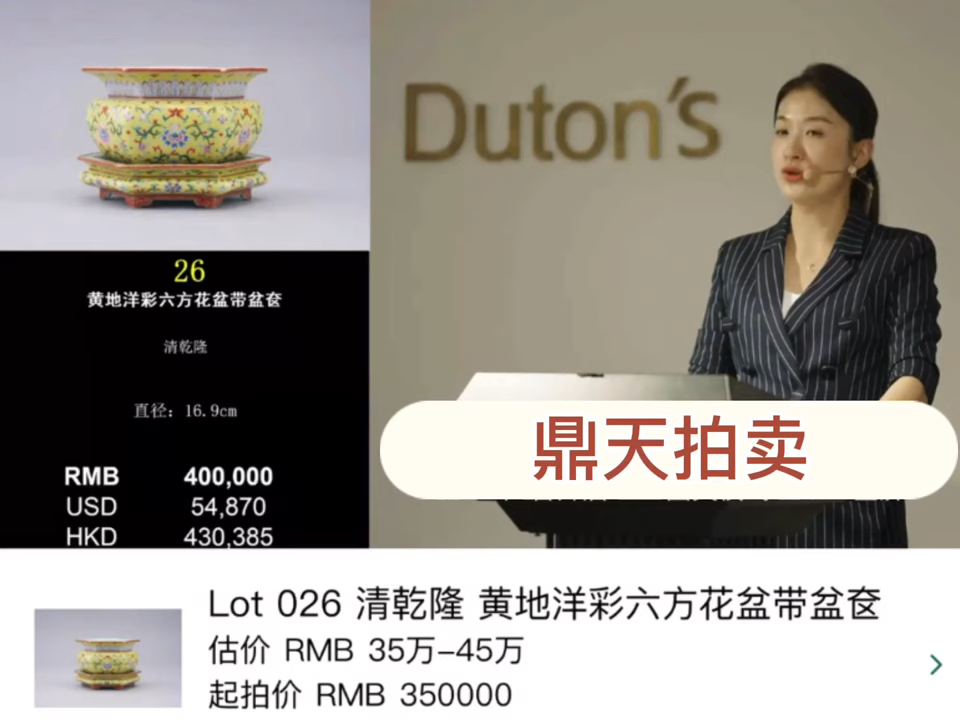 Duton's
26
黄地洋彩六方花盆带盆奁
清乾隆
直径：16.9cm
RMB 400,000
USD 54,870
HKD 430,385
鼎天拍卖
Lot 026 清乾隆 黄地洋彩六方花盆带盆奁
估价 RMB 35万-45万
起拍价 RMB 350000